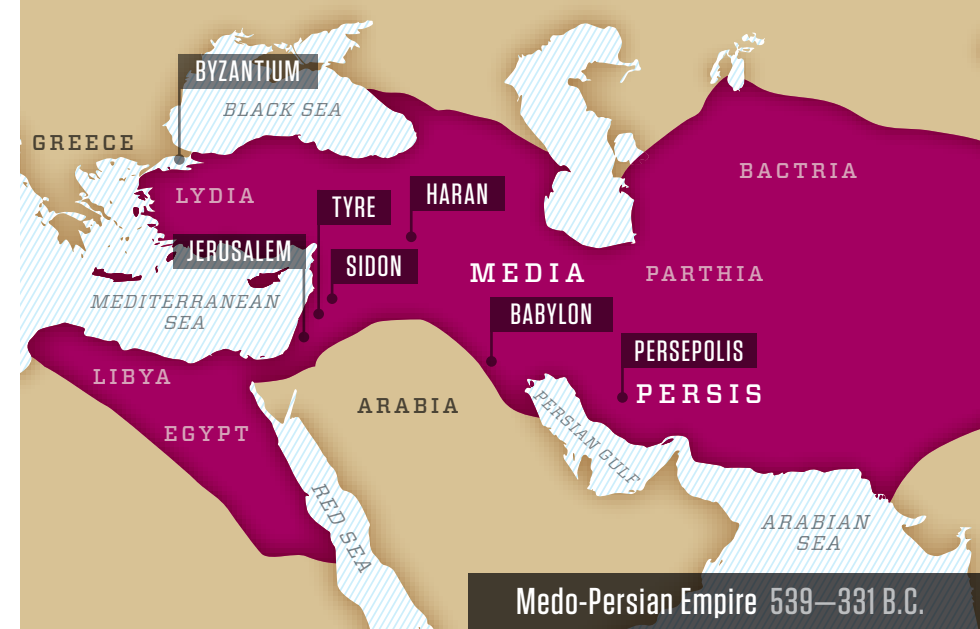 BYZANTIUM
BLACK SEA
GREECE
BACTRIA
LYDIA
TYRE
HARAN
JERUSALEM
SIDON
MEDIA
PARTHIA
MEDITERRANEAN
SEA
BABYLON
PERSEPOLIS
LIBYA
PERSIS
ARABIA
EGYPT
PERSIAN GULF
RED SEA
ARABIAN
SEA
Medo-Persian Empire 539—331 B.C.